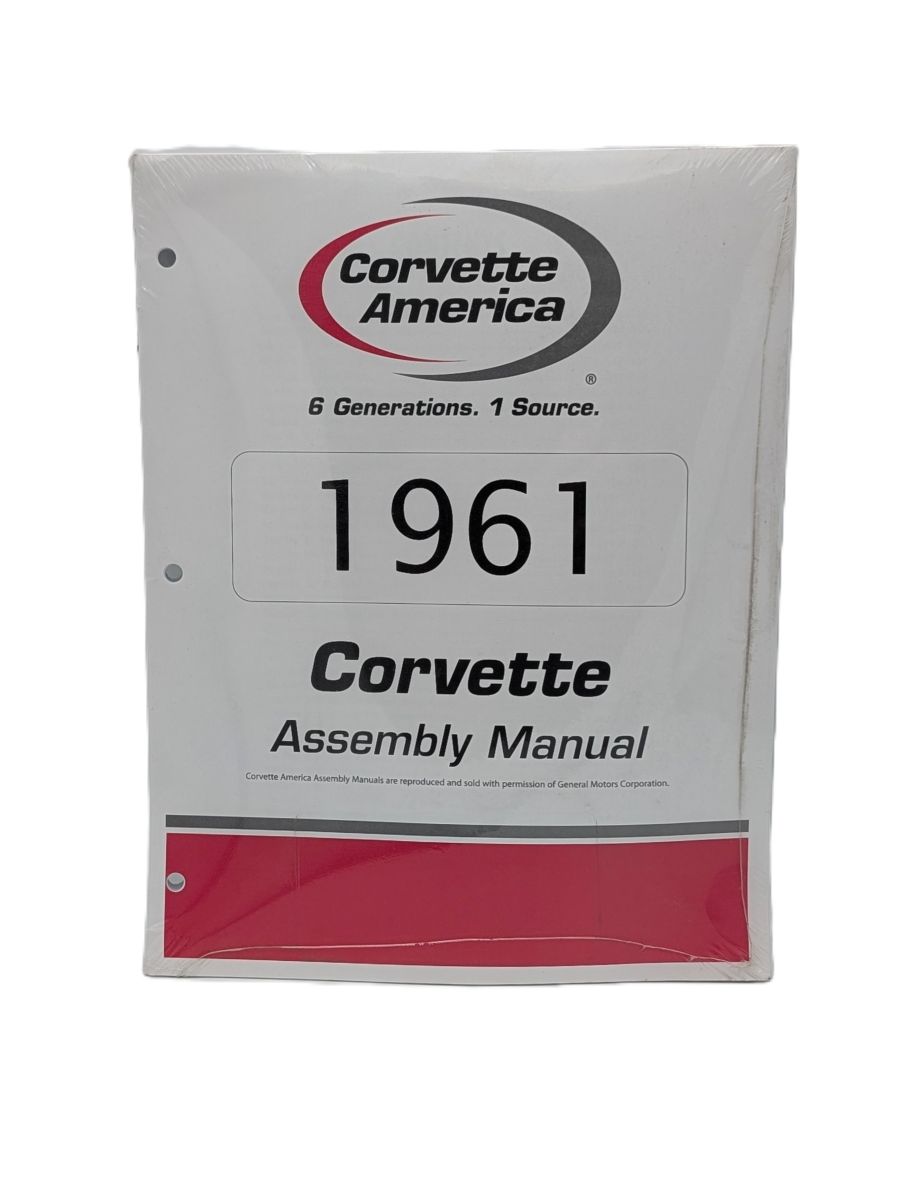 Corvette
America
®
6 Generations. 1 Source.
1961
Corvette
Assembly Manual
Corvette America Assembly Manuals are reproduced and sold with permission of General Motors Corporation.